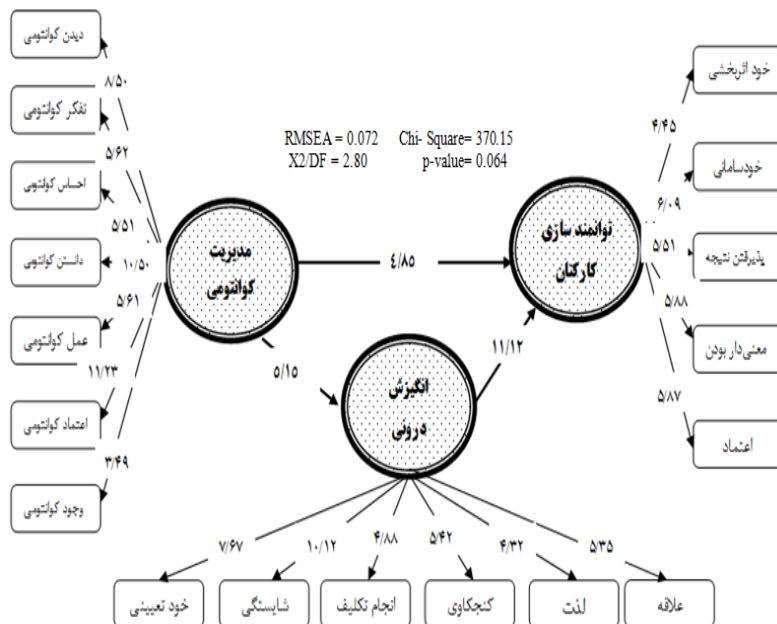 دیدن کوانتومی
۸/۵۰
تفکر کوانتومی
۵/۶۲
احساس کوانتومی
۵/۵۱
دانستن کوانتومی
۱۰/۵۰
عمل کوانتومی
۵/۶۱
اعتماد کوانتومی
۱۱/۲۳
وجود کوانتومی
۳/۴۹
RMSEA = 0.072 Chi- Square= 370.15
X2/DF = 2.80 p-value= 0.064
مدیریت
کوانتومی
۴/۸۵
توانمند سازی
کارکنان
۵/۱۵
۱۱/۱۲
انگیزش
درونی
خود اثربخشی
۴/۴۵
خودسامانی
۶/۰۹
پذیرفتن نتیجه
۵/۵۱
معنی‌دار بودن
۵/۸۸
اعتماد
۵/۸۷
۷/۶۷
۱۰/۱۲
۴/۸۸
۵/۴۲
۴/۳۲
۵/۳۵
خود تعیینی
شایستگی
انجام تکلیف
کنجکاوی
لذت
علاقه